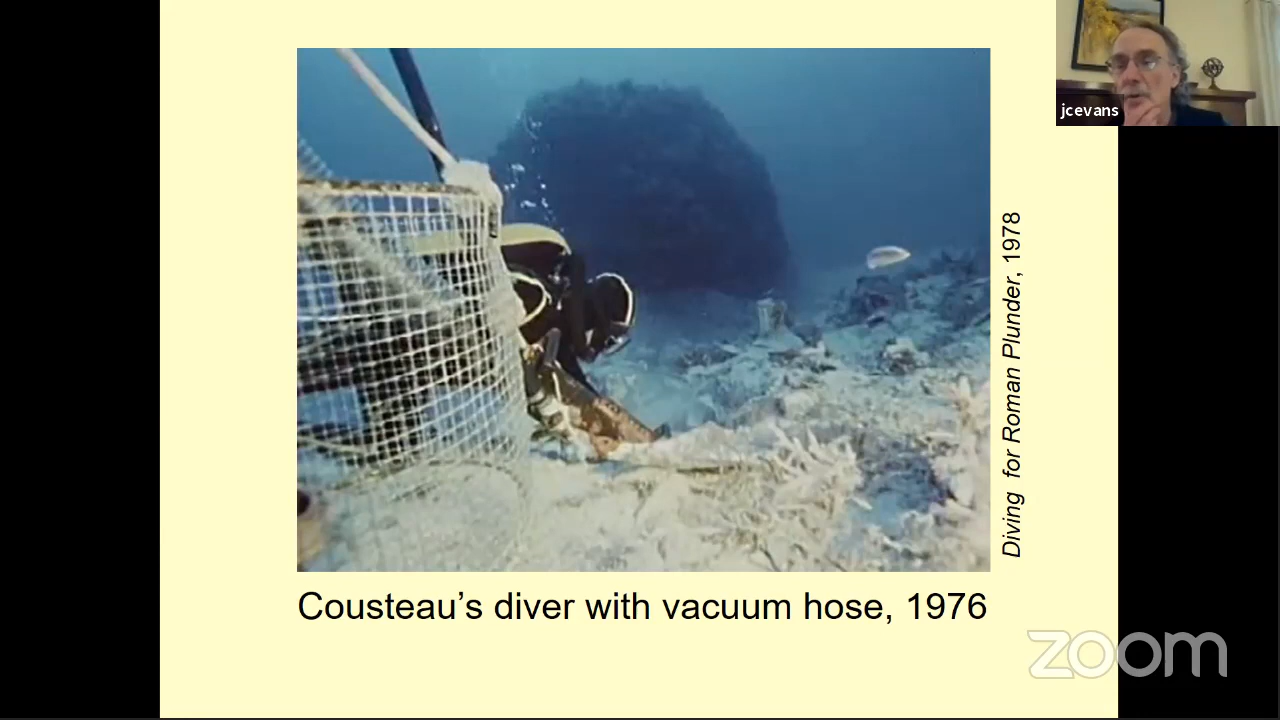 jcevans
Diving for Roman Plunder, 1978
Cousteau's diver with vacuum hose, 1976
zoom